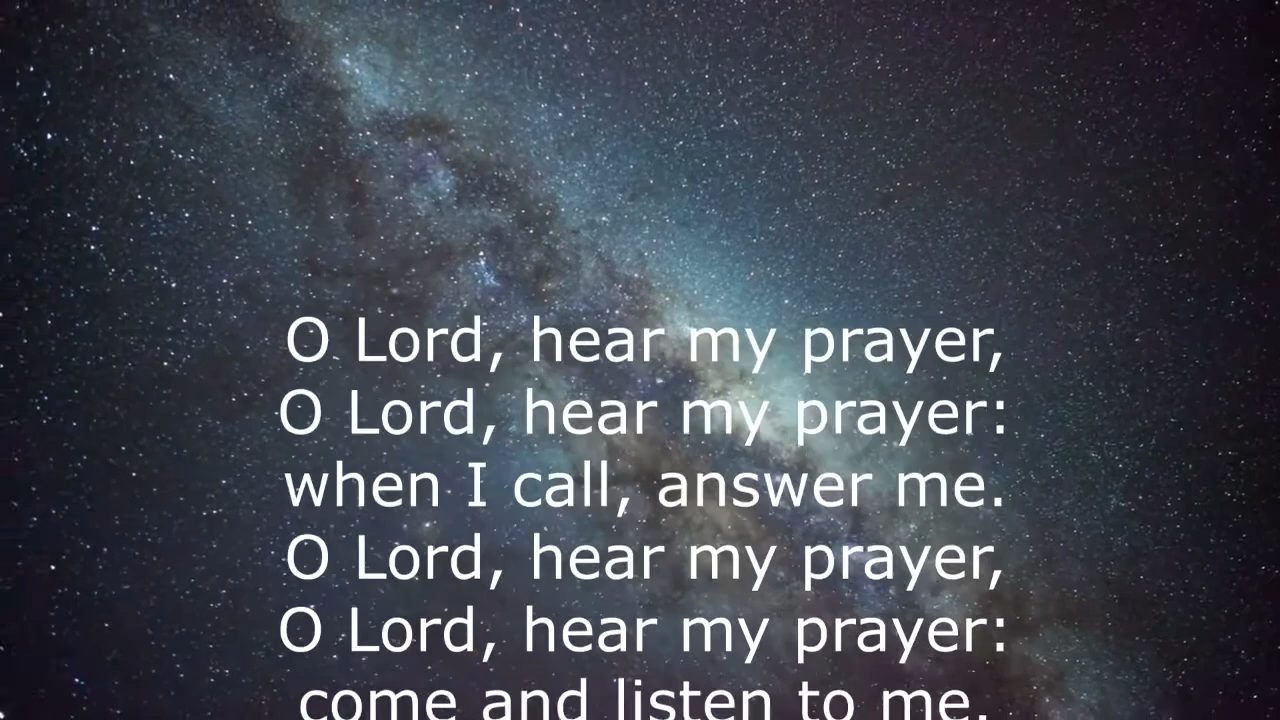 O Lord, hear my prayer,
O Lord, hear my prayer:
when I call, answer me.
O Lord, hear my prayer,
O Lord, hear my prayer:
come and listen to me.